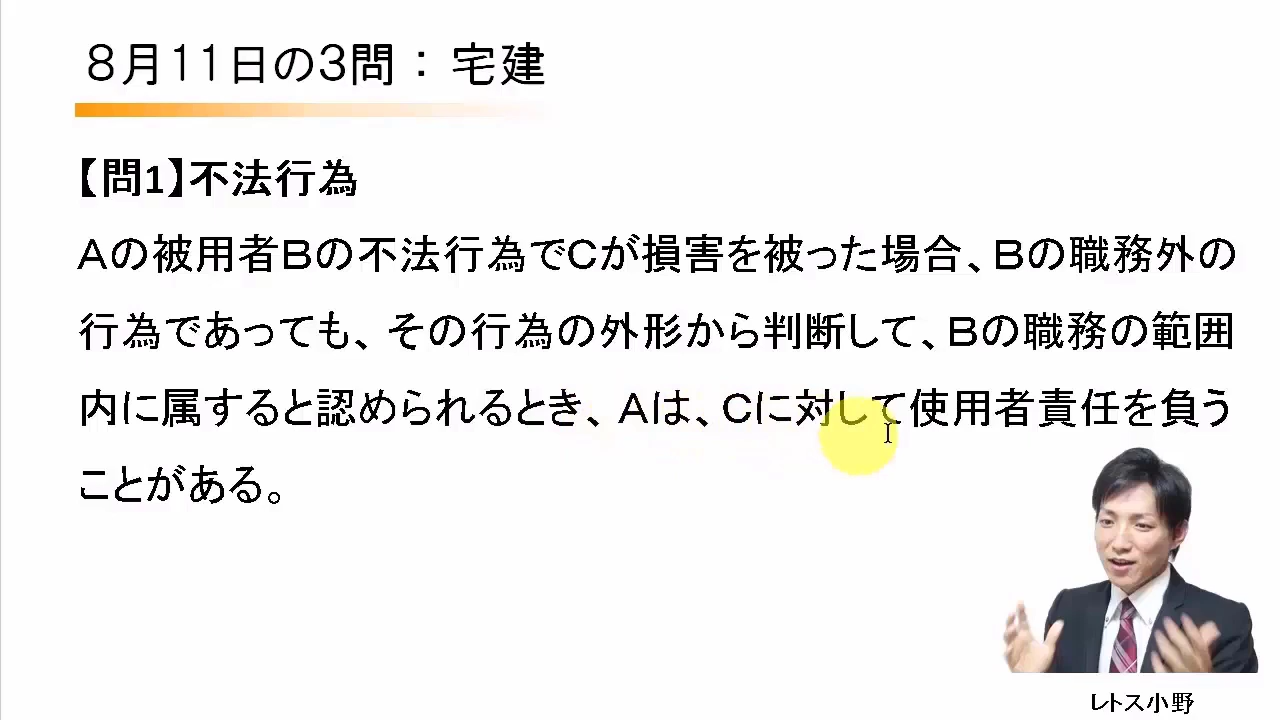 8月11日の3問：宅建
【問1】不法行為
Ａの被用者Ｂの不法行為でＣが損害を被った場合、Ｂの職務外の
行為であっても、その行為の外形から判断して、Ｂの職務の範囲
内に属すると認められるとき、Ａは、Ｃに対して使用者責任を負う
ことがある。
レトス小野